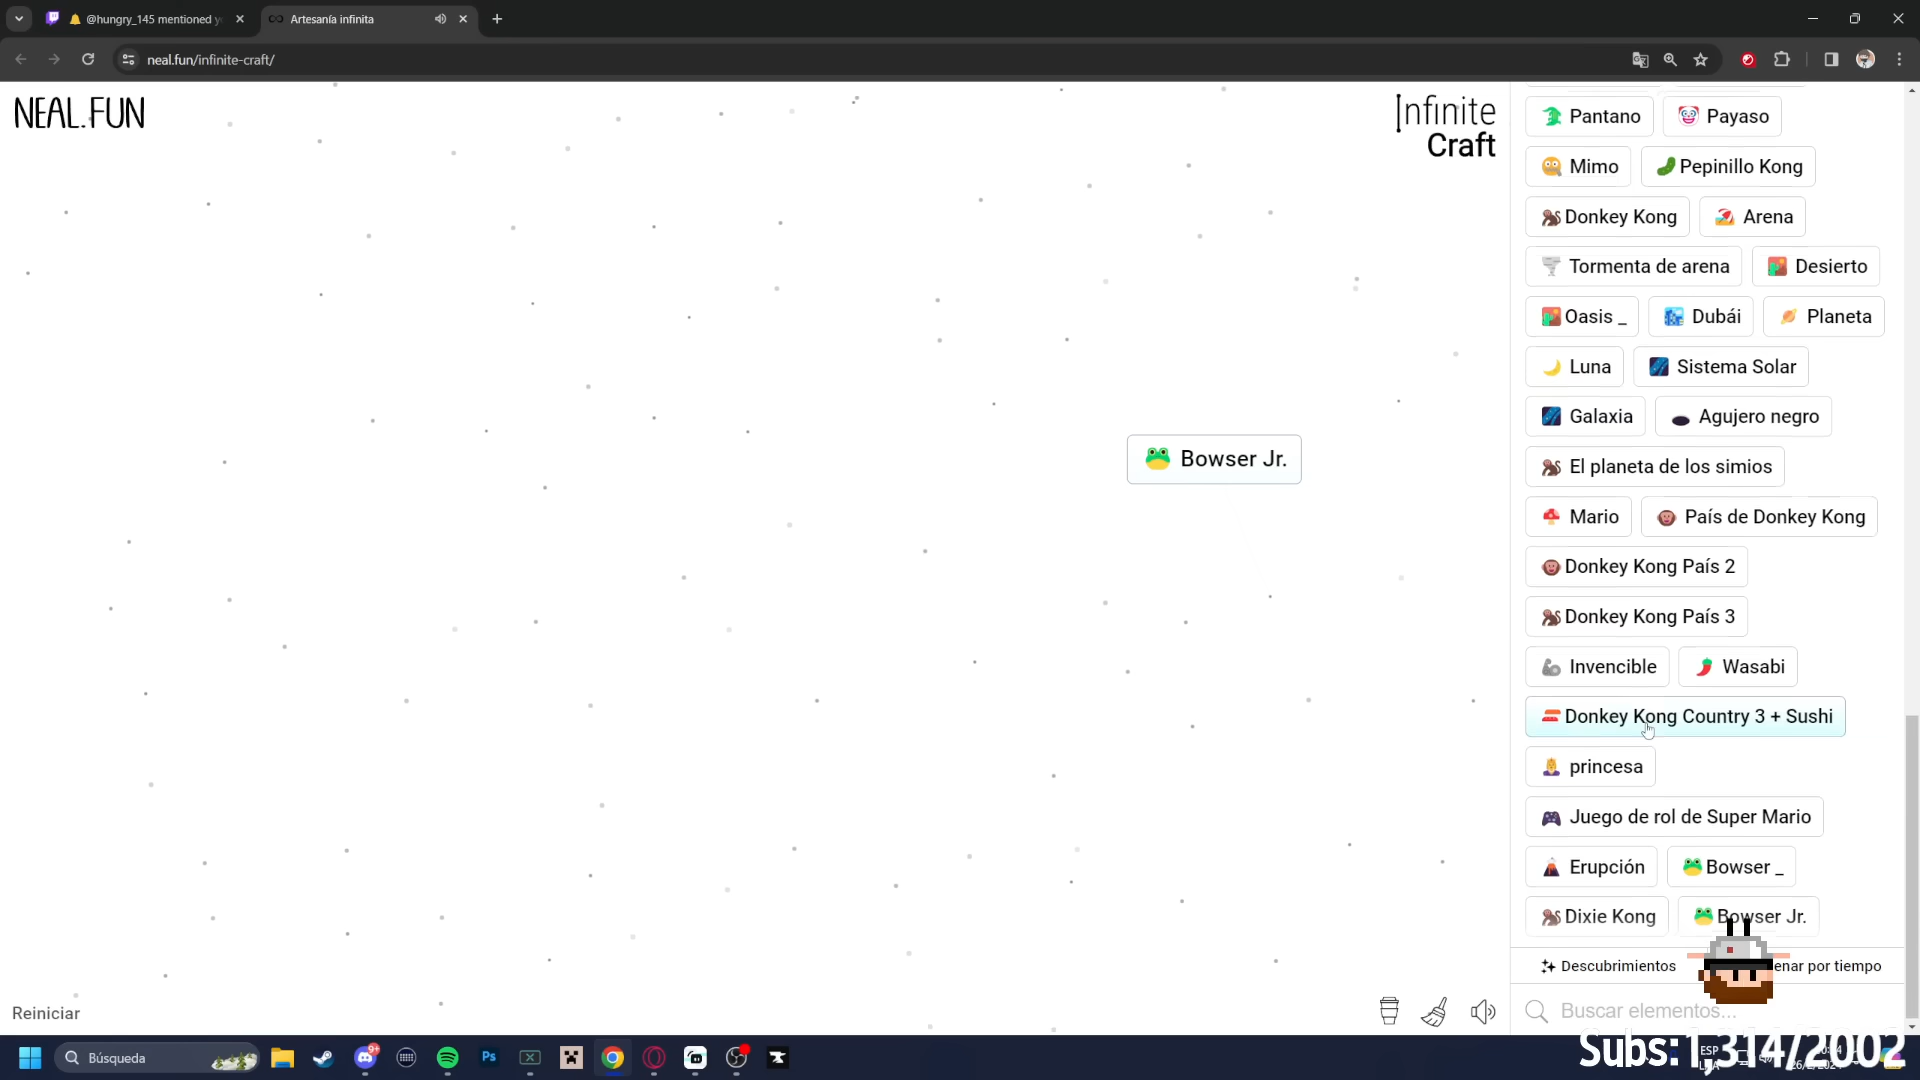 @hungry_145 mentioned y
Artesanía infinita
neal.fun/infinite-craft/
NEAL.FUN
Infinite
Craft
Bowser Jr.
Pantano Payaso
Mimo Pepinillo Kong
Donkey Kong Arena
Tormenta de arena Desierto
Oasis _ Dubái Planeta
Luna Sistema Solar
Galaxia Agujero negro
El planeta de los simios
Mario País de Donkey Kong
Donkey Kong País 2
Donkey Kong País 3
Invencible Wasabi
Donkey Kong Country 3 + Sushi
princesa
Juego de rol de Super Mario
Erupción Bowser _
Dixie Kong Bowser Jr.
Descubrimientos enar por tiempo
Buscar elementos...
Reiniciar
Búsqueda
Ps
9+
ESP
Subs:1,314/2002